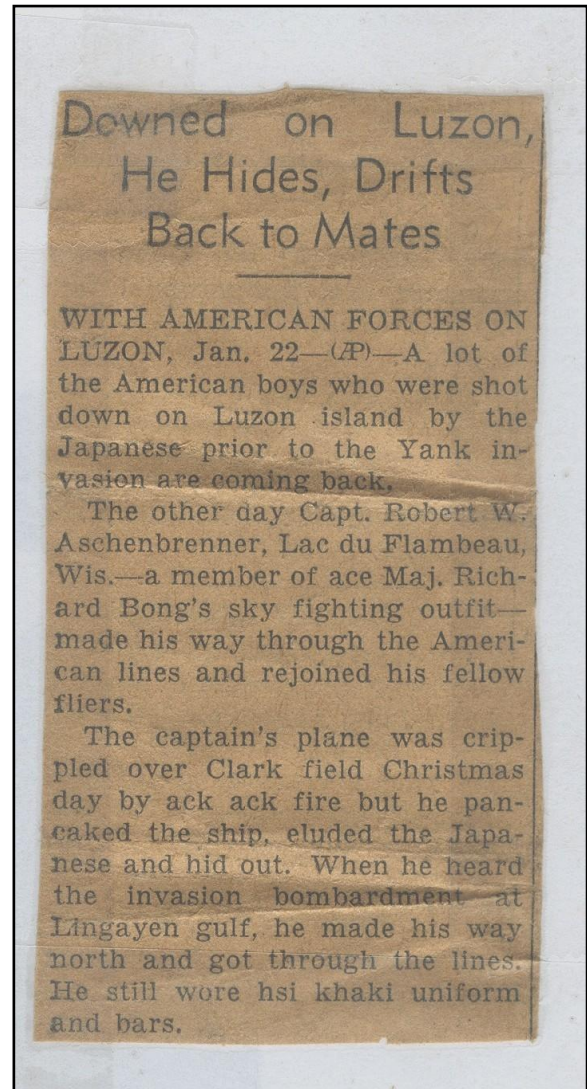 Downed on Luzon,
He Hides, Drifts
Back to Mates
WITH AMERICAN FORCES ON
LUZON, Jan. 22—(AP)—A lot of
the American boys who were shot
down on Luzon island by the
Japanese prior to the Yank in-
vasion are coming back.
The other day Capt. Robert W.
Aschenbrenner, Lac du Flambeau,
Wis.—a member of ace Maj. Rich-
ard Bong's sky fighting outfit—
made his way through the Ameri-
can lines and rejoined his fellow
fliers.
The captain's plane was crip-
pled over Clark field Christmas
day by ack ack fire but he pan-
caked the ship, eluded the Japa-
nese and hid out. When he heard
the invasion bombardment at
Lingayen gulf, he made his way
north and got through the lines.
He still wore hsi khaki uniform
and bars.